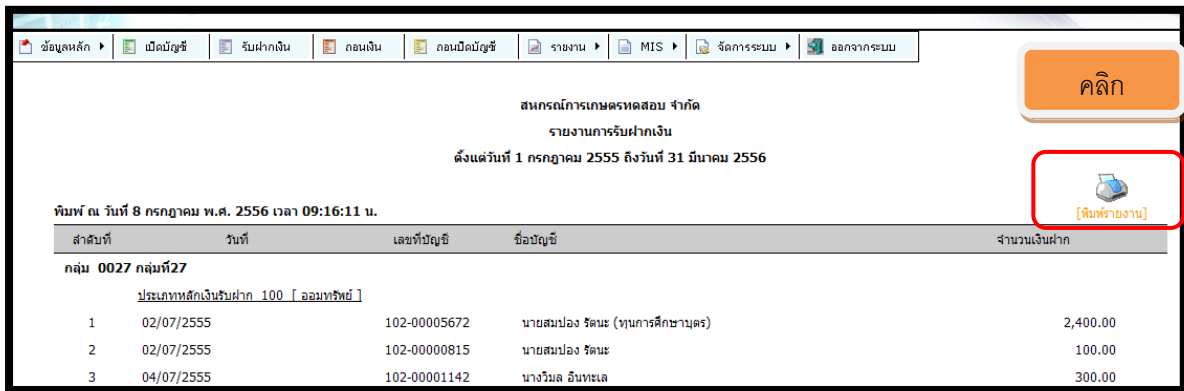 ข้อมูลหลัก เปิดบัญชี รับฝากเงิน ถอนเงิน ถอนปิดบัญชี รายงาน MIS จัดการระบบ ออกจากระบบ
คลิก
สหกรณ์การเกษตรทดสอบ จำกัด
รายงานการรับฝากเงิน
ตั้งแต่วันที่ 1 กรกฎาคม 2555 ถึงวันที่ 31 มีนาคม 2556
พิมพ์ ณ วันที่ 8 กรกฎาคม พ.ศ. 2556 เวลา 09:16:11 น.
[พิมพ์รายงาน]
ลำดับที่ วันที่ เลขที่บัญชี ชื่อบัญชี จำนวนเงินฝาก
กลุ่ม 0027 กลุ่มที่27
ประเภทหลักเงินรับฝาก 100 [ ออมทรัพย์ ]
1 02/07/2555 102-00005672 นายสมปอง รัตนะ (ทุนการศึกษาบุตร) 2,400.00
2 02/07/2555 102-00000815 นายสมปอง รัตนะ 100.00
3 04/07/2555 102-00001142 นางวิมล อินทะเล 300.00